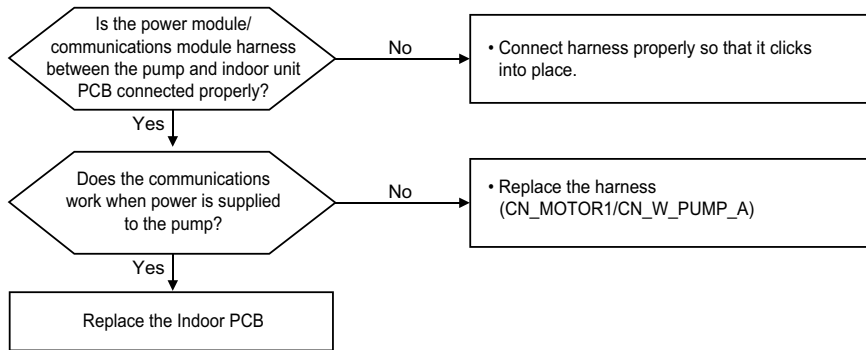 Is the power module/
communications module harness
between the pump and indoor unit
PCB connected properly?
No
• Connect harness properly so that it clicks
into place.
Yes
Does the communications
work when power is supplied
to the pump?
No
• Replace the harness
(CN_MOTOR1/CN_W_PUMP_A)
Yes
Replace the Indoor PCB